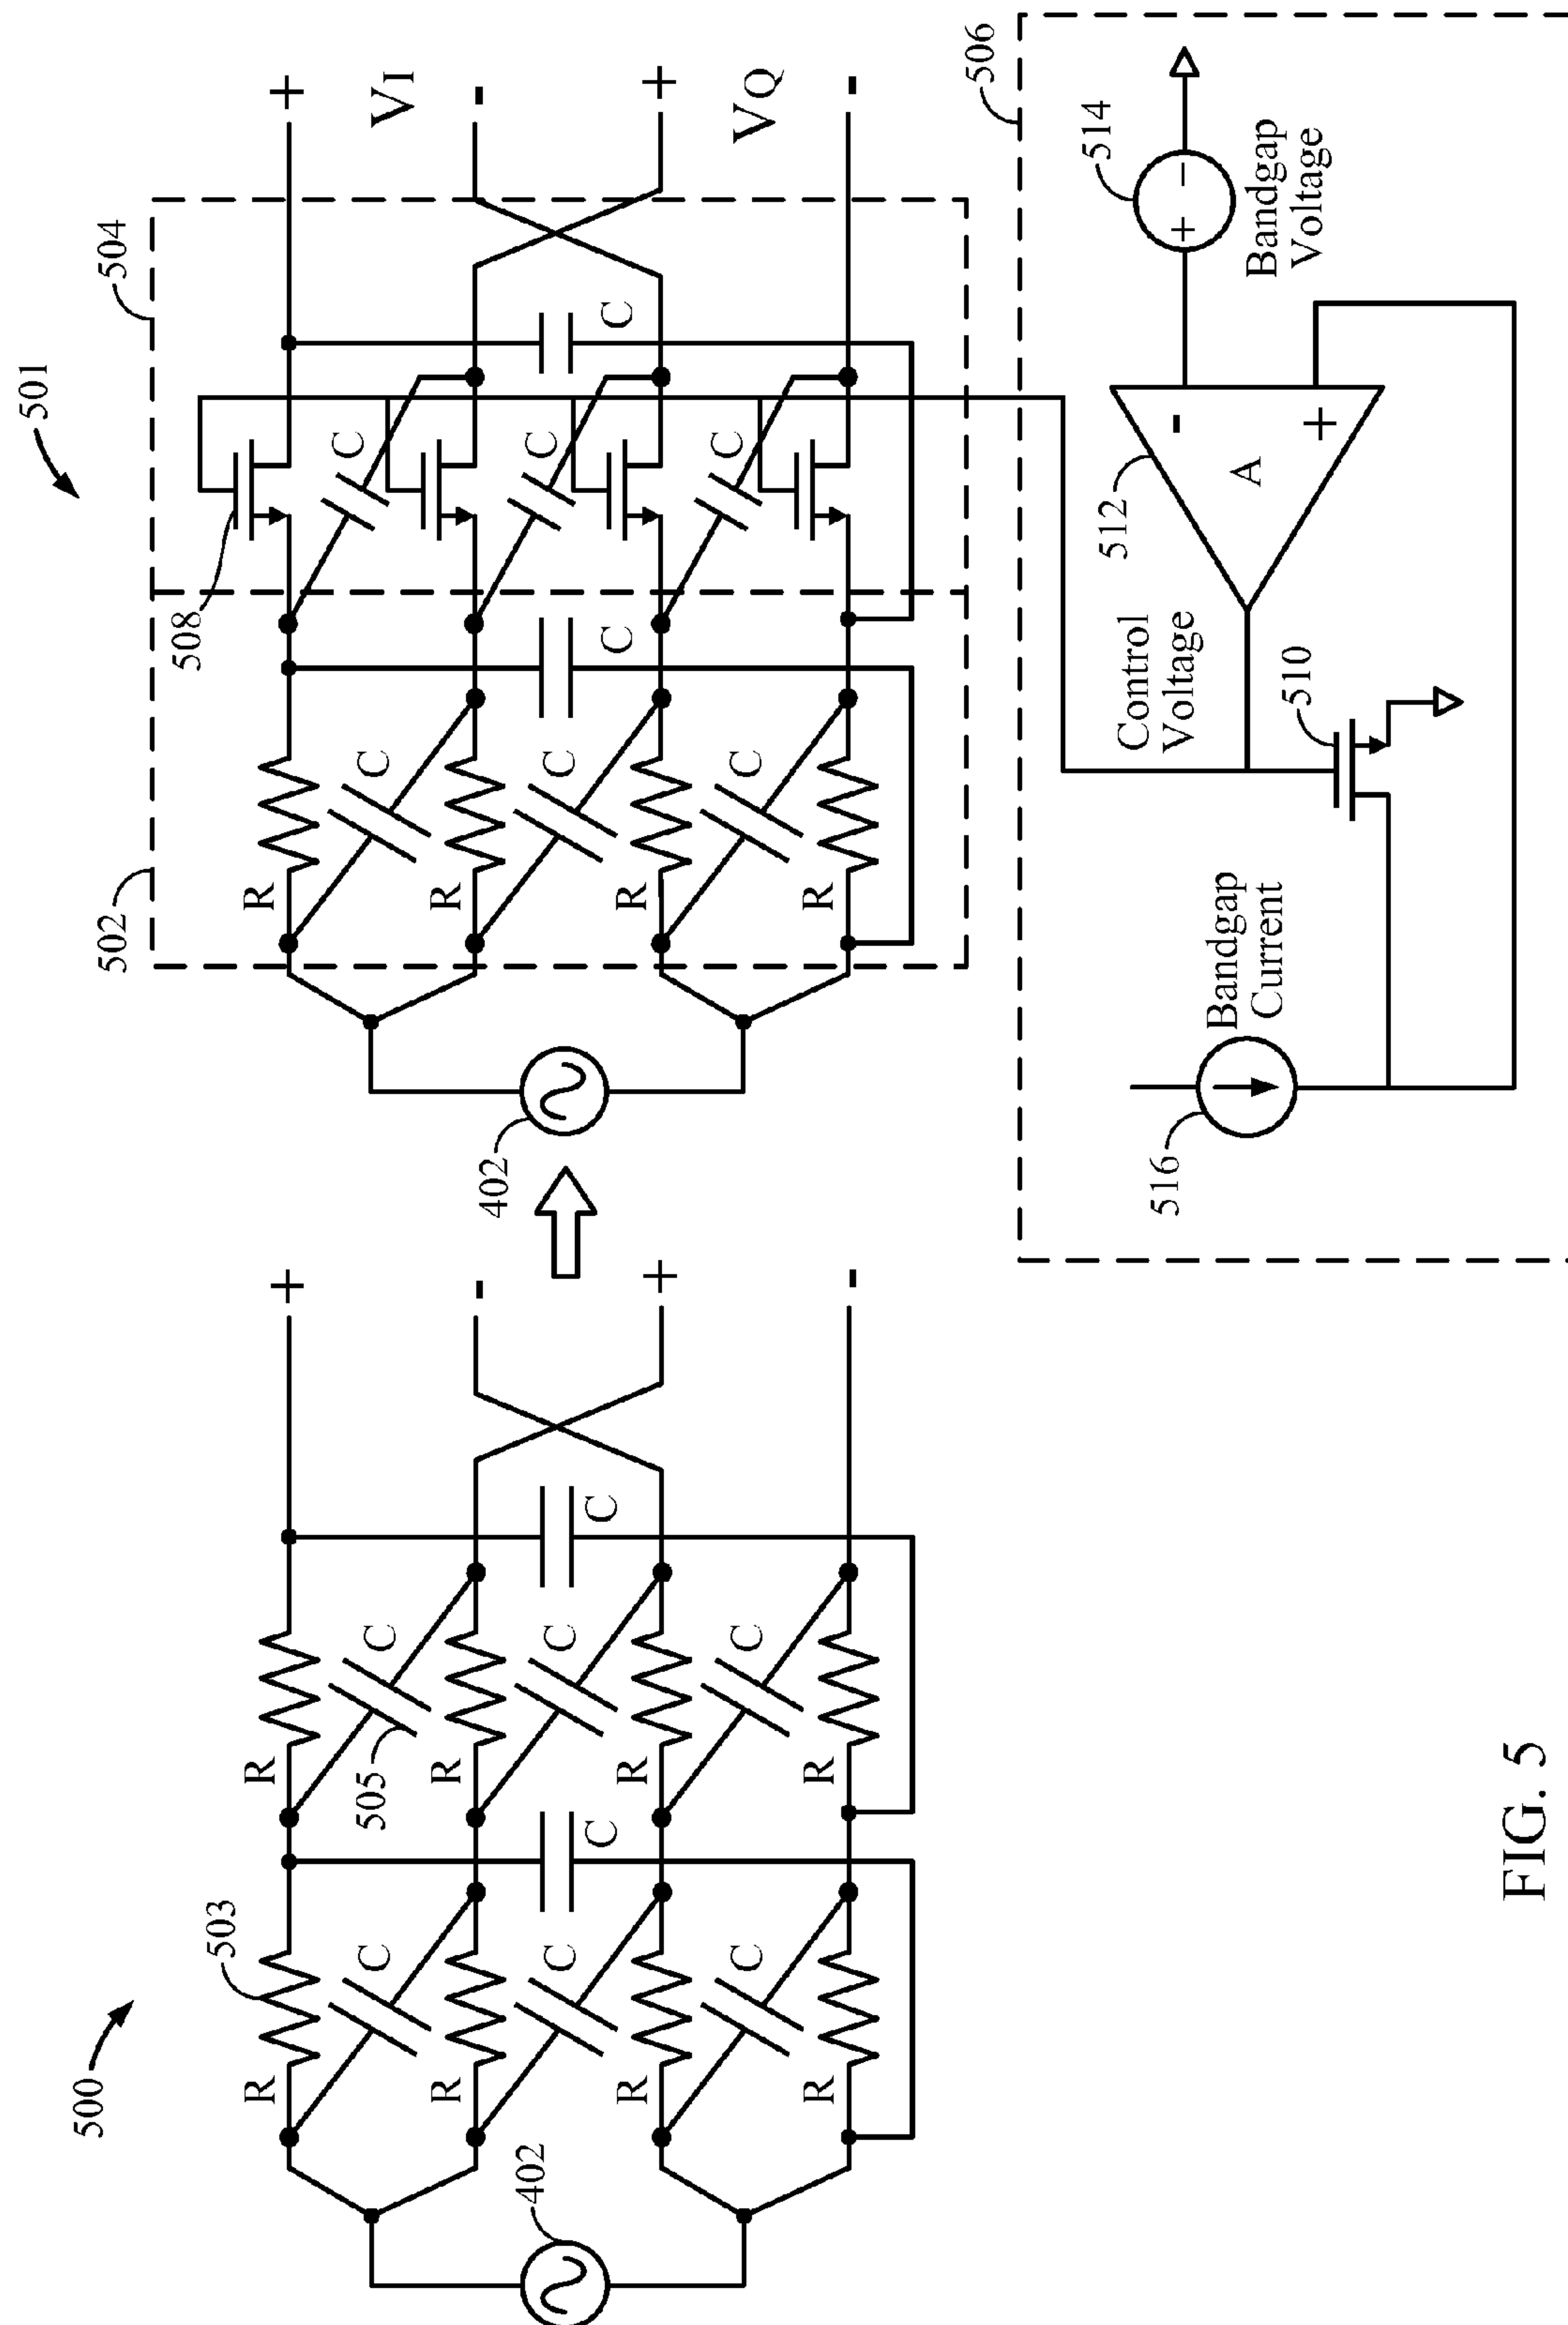 500
503
R
C
R
C
R
C
R
C
402
505
R
C
R
C
R
C
R
C
+
-
+
-
501
502
504
508
R
C
R
C
R
C
R
C
402
C
C
C
C
+
VI
-
+
VQ
-
506
516
Bandgap
Current
Control
Voltage
510
512
A
-
+
514
+ -
Bandgap
Voltage
FIG. 5